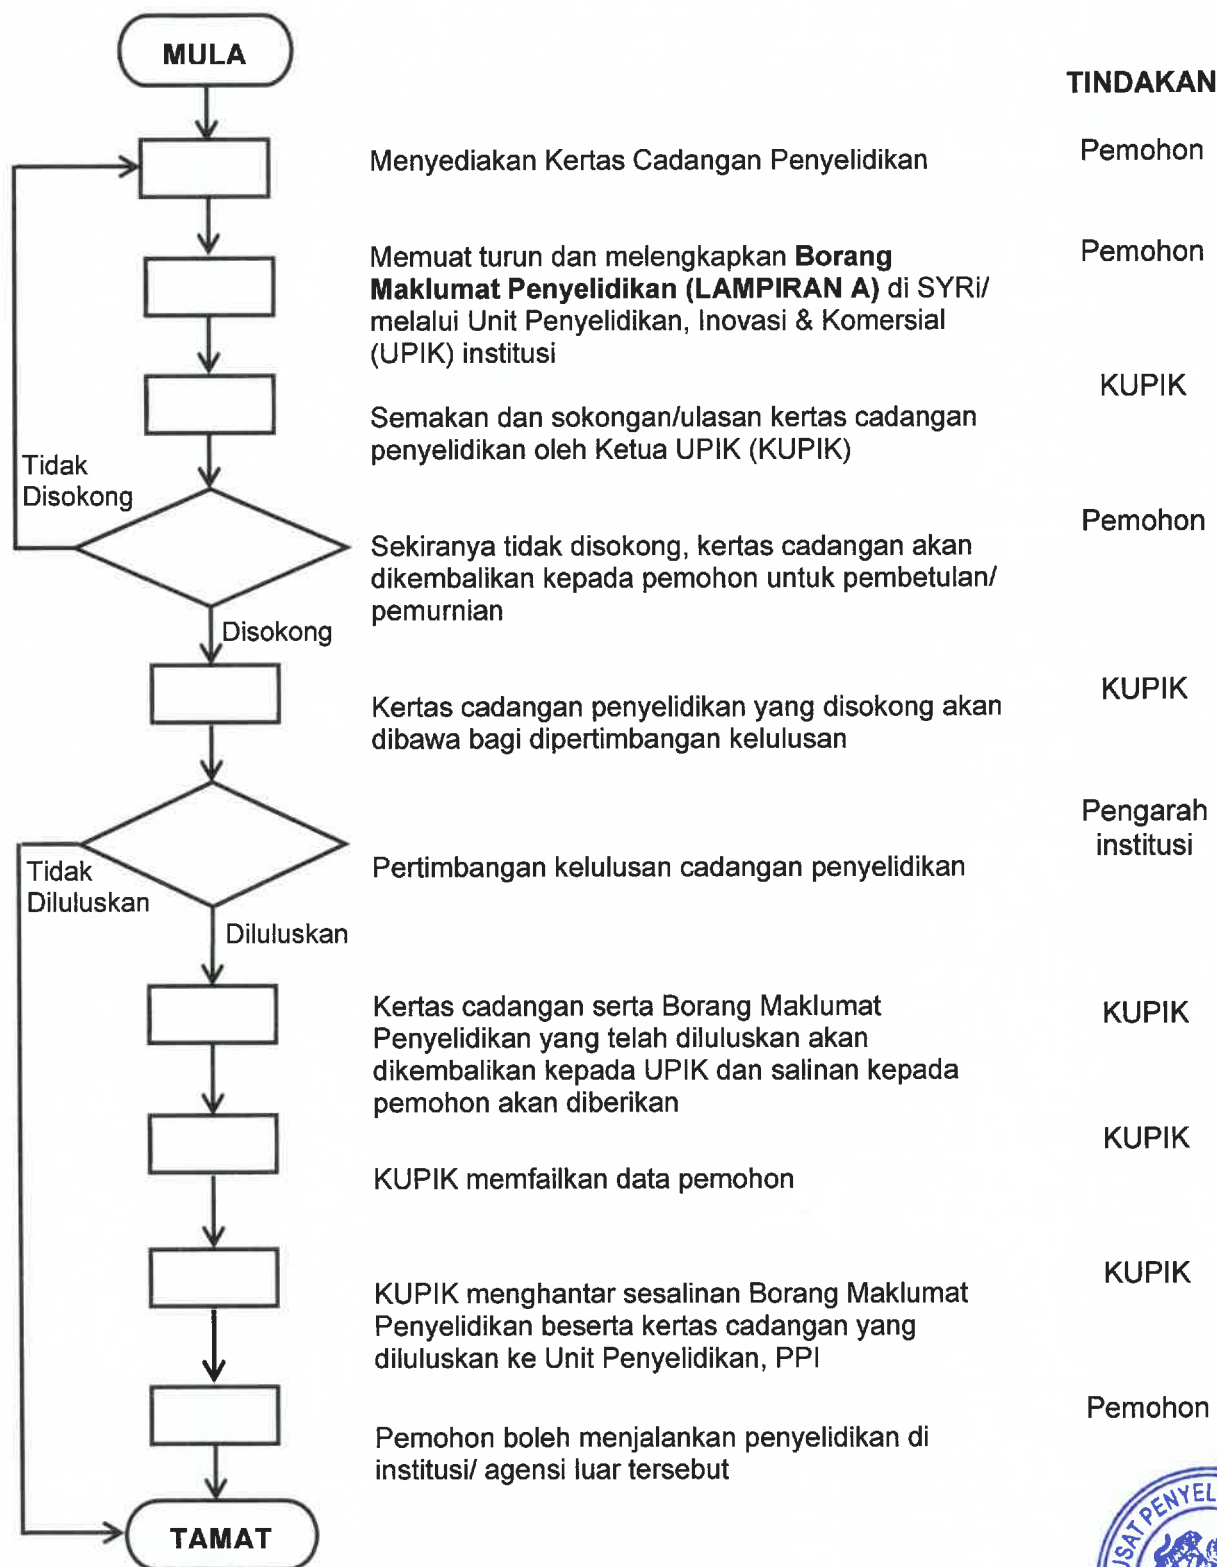 MULA
TINDAKAN
Menyediakan Kertas Cadangan Penyelidikan
Pemohon
Memuat turun dan melengkapkan Borang
Maklumat Penyelidikan (LAMPIRAN A) di SYRi/
melalui Unit Penyelidikan, Inovasi & Komersial
(UPIK) institusi
Pemohon
Semakan dan sokongan/ulasan kertas cadangan
penyelidikan oleh Ketua UPIK (KUPIK)
KUPIK
Tidak
Disokong
Sekiranya tidak disokong, kertas cadangan akan
dikembalikan kepada pemohon untuk pembetulan/
pemurnian
Pemohon
Disokong
Kertas cadangan penyelidikan yang disokong akan
dibawa bagi dipertimbangan kelulusan
KUPIK
Tidak
Diluluskan
Pertimbangan kelulusan cadangan penyelidikan
Pengarah
institusi
Diluluskan
Kertas cadangan serta Borang Maklumat
Penyelidikan yang telah diluluskan akan
dikembalikan kepada UPIK dan salinan kepada
pemohon akan diberikan
KUPIK
KUPIK memfailkan data pemohon
KUPIK
KUPIK menghantar sesalinan Borang Maklumat
Penyelidikan beserta kertas cadangan yang
diluluskan ke Unit Penyelidikan, PPI
KUPIK
Pemohon boleh menjalankan penyelidikan di
institusi/ agensi luar tersebut
Pemohon
TAMAT